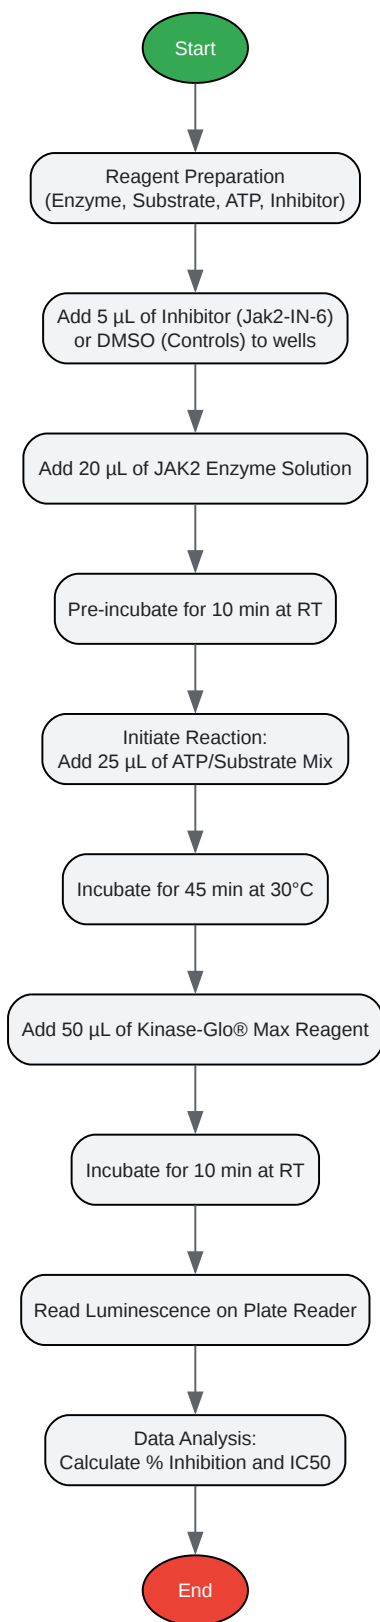 Start
Reagent Preparation
(Enzyme, Substrate, ATP, Inhibitor)
Add 5 µL of Inhibitor (Jak2-IN-6)
or DMSO (Controls) to wells
Add 20 µL of JAK2 Enzyme Solution
Pre-incubate for 10 min at RT
Initiate Reaction:
Add 25 µL of ATP/Substrate Mix
Incubate for 45 min at 30°C
Add 50 µL of Kinase-Glo® Max Reagent
Incubate for 10 min at RT
Read Luminescence on Plate Reader
Data Analysis:
Calculate % Inhibition and IC50
End